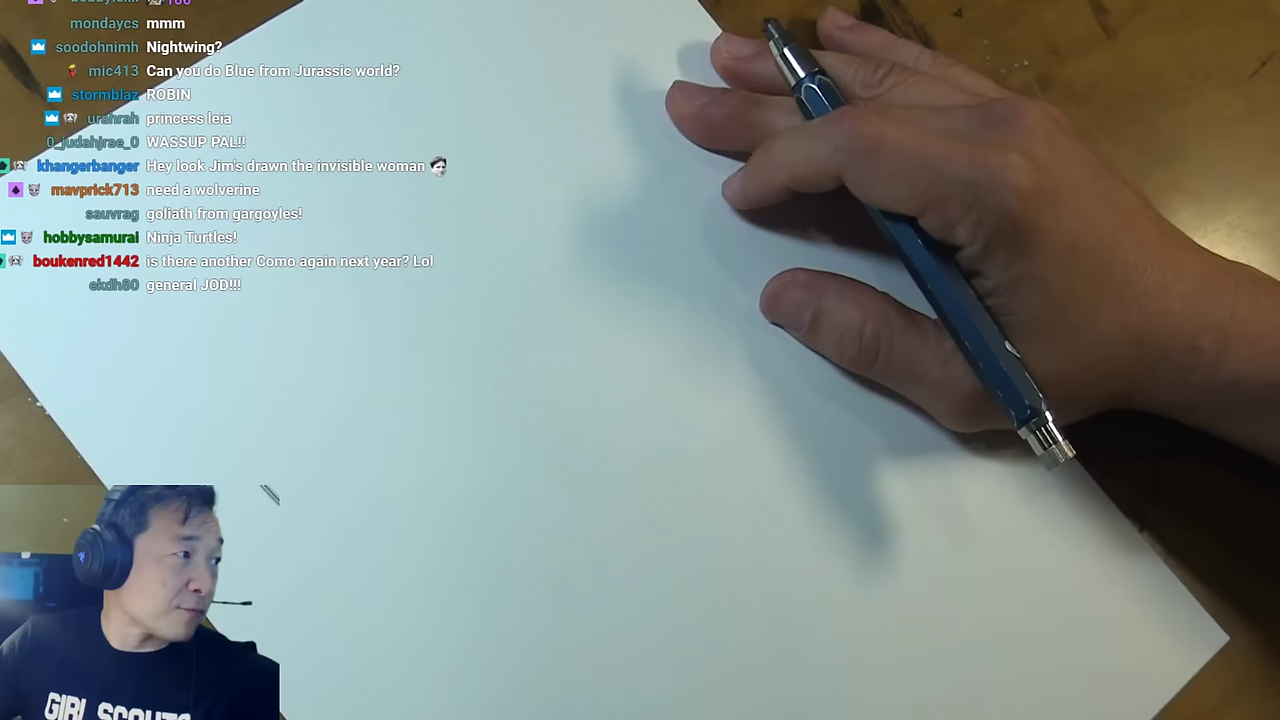 mondaycs mmm
soodohnimh Nightwing?
mic413 Can you do Blue from Jurassic world?
stormblaz ROBIN
urahrah princess leia
0_judahjrae_0 WASSUP PAL!!
khangerbanger Hey look Jim's drawn the invisible woman
mavprick713 need a wolverine
sauvrag goliath from gargoyles!
hobbysamurai Ninja Turtles!
boukenred1442 is there another Como again next year? Lol
ekdh80 general JOD!!!
GIRL SCOUTS